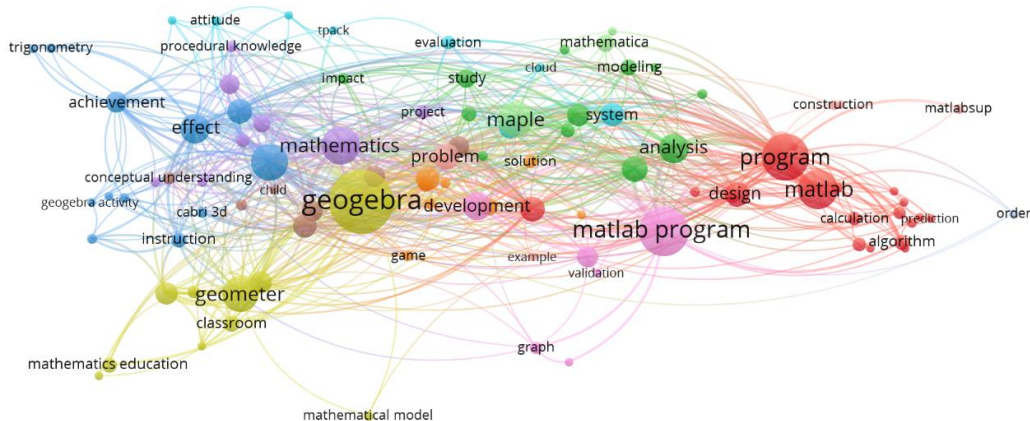 attitude
tpack
trigonometry
procedural knowledge
evaluation
mathematica
cloud
modeling
impact
study
achievement
project
construction
matlabsup
effect
maple
system
mathematics
analysis
problem
solution
program
conceptual understanding
child
design
matlab
geogebra activity
geogebra
development
cabri 3d
calculation
prediction
order
matlab program
instruction
algorithm
game
example
validation
geometer
classroom
graph
mathematics education
mathematical model